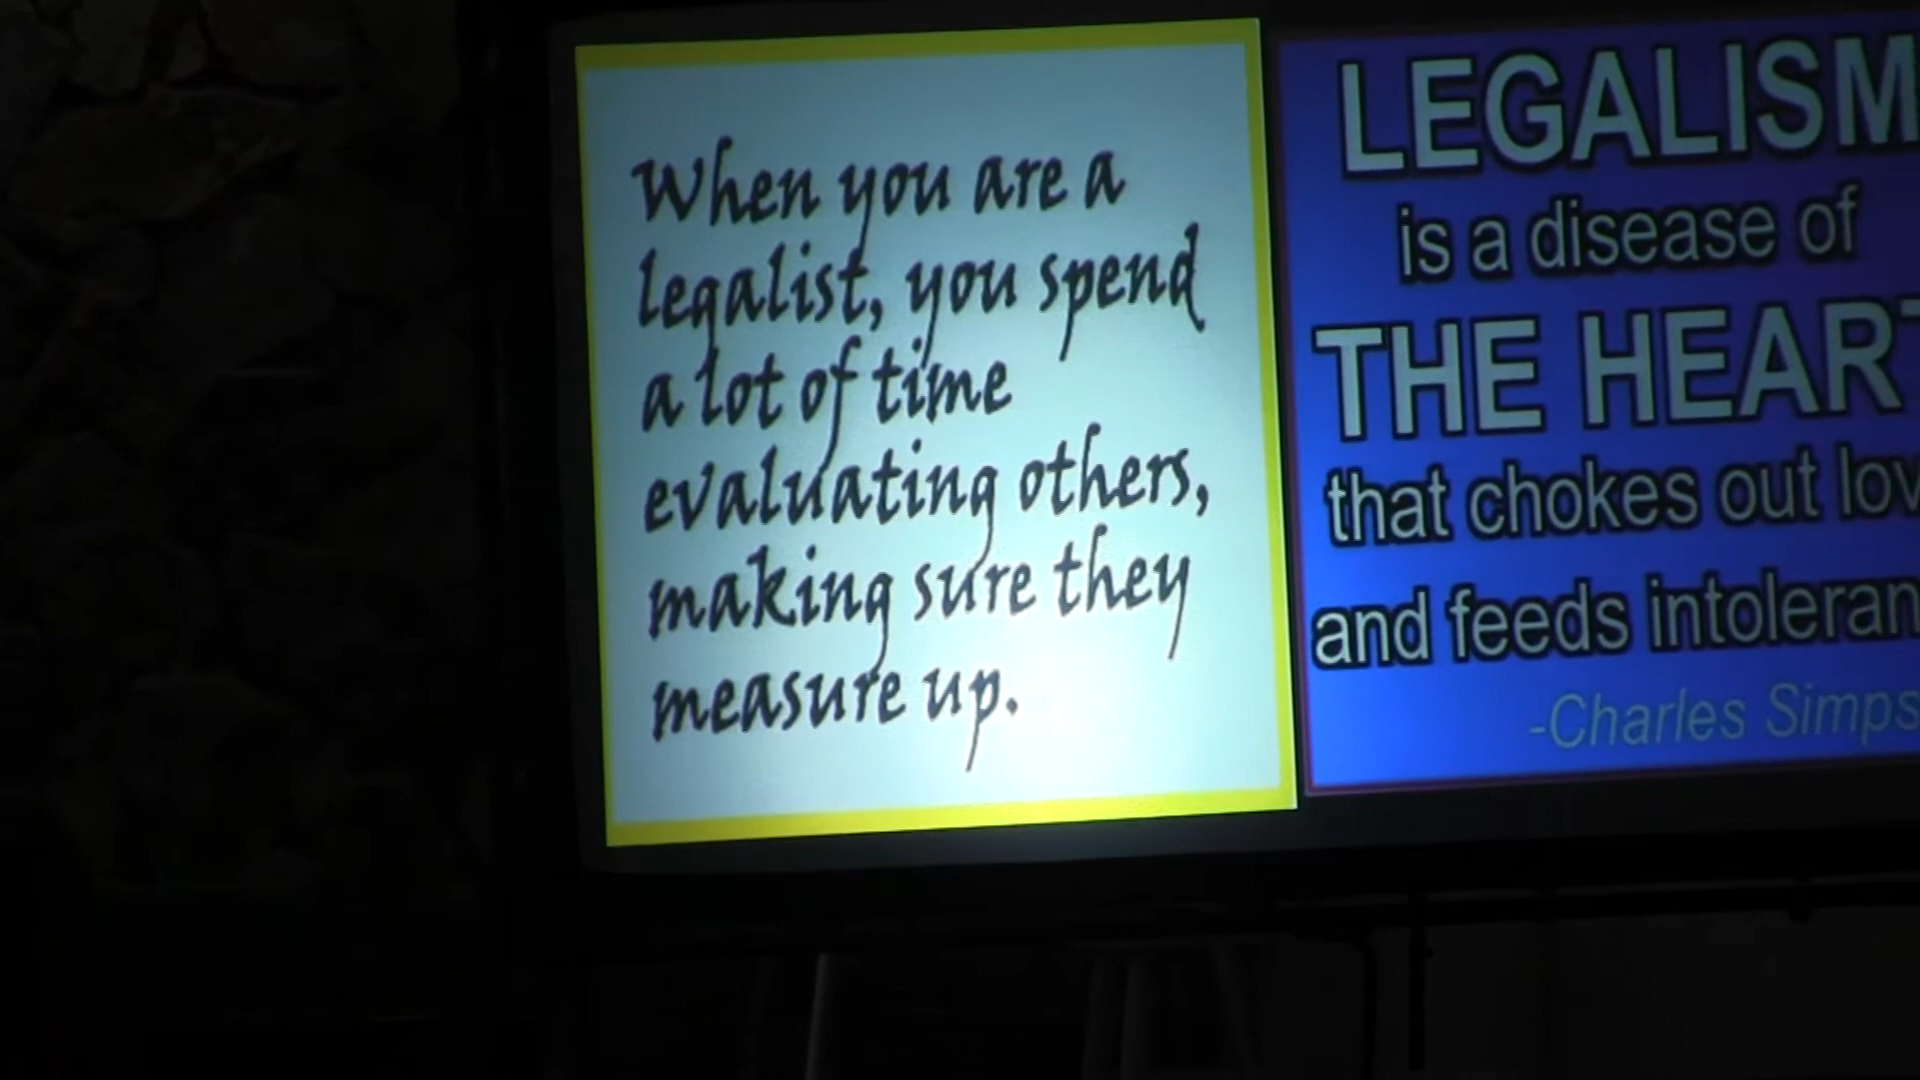 When you are a
legalist, you spend
a lot of time
evaluating others,
making sure they
measure up.
LEGALISM
is a disease of
THE HEART
that chokes out
and feeds
-Charles